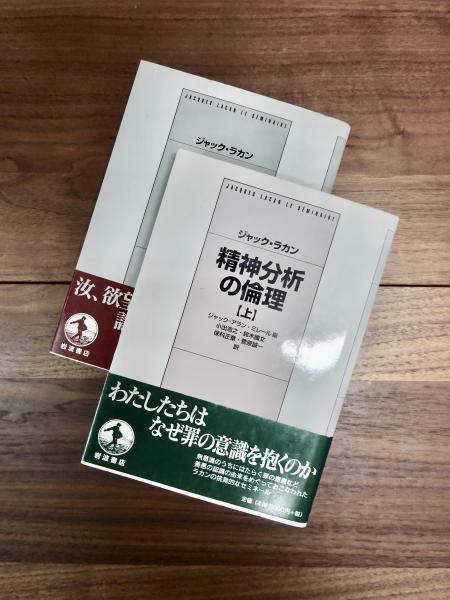 JACQUES LACAN LE SÉMINAIRE
ジャック・ラカン
汝、欲望
岩波書店
JACQUES LACAN LE SÉMINAIRE
ジャック・ラカン
精神分析
の倫理
[上]
ジャック＝アラン・ミレール 編
小出浩之・鈴木國文
保科正章・菅原誠一
訳
わたしたちは
なぜ罪の意識を抱くのか
無意識のうちにはたらく罪の意識など
善悪の認識の由来をめぐっておこなわれた
ラカンの挑発的なセミネール
岩波書店